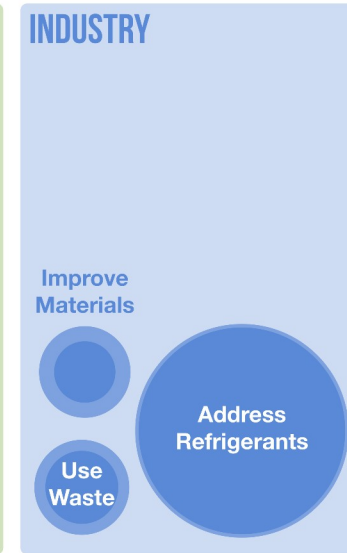 INDUSTRY
Improve
Materials
Address
Refrigerants
Use
Waste